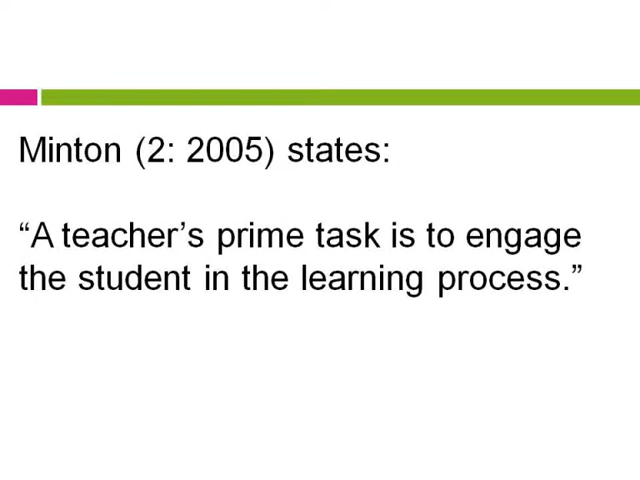 Minton (2: 2005) states:
“A teacher’s prime task is to engage
the student in the learning process.”